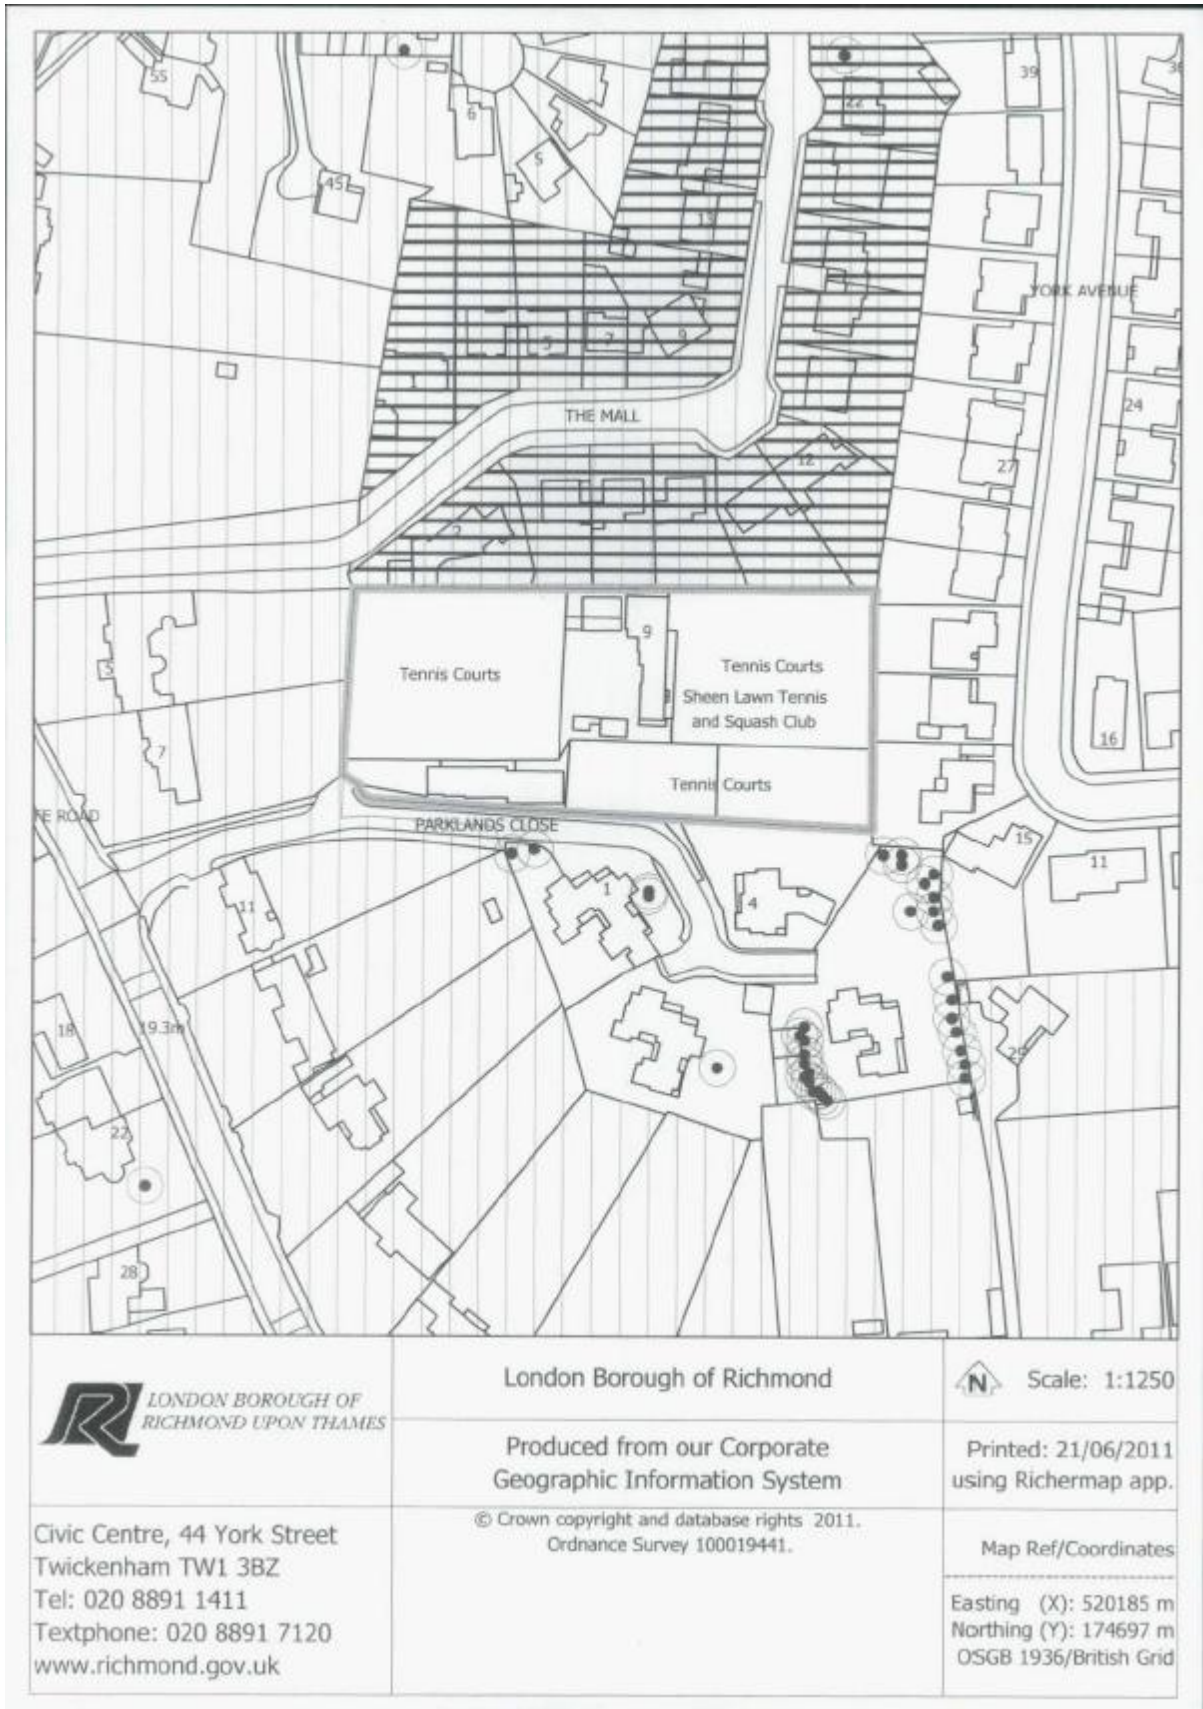 55
6
5
45
22
39
13
YORK AVENUE
5
7
9
1
THE MALL
24
12
27
2
9
Tennis Courts
Tennis Courts
Sheen Lawn Tennis
and Squash Club
5
7
16
Tennis Courts
TE ROAD
PARKLANDS CLOSE
15
11
1
4
11
18
19.3m
22
28
LONDON BOROUGH OF
RICHMOND UPON THAMES
London Borough of Richmond
N
Scale: 1:1250
Produced from our Corporate
Geographic Information System
Printed: 21/06/2011
using Richermap app.
Civic Centre, 44 York Street
Twickenham TW1 3BZ
Tel: 020 8891 1411
Textphone: 020 8891 7120
www.richmond.gov.uk
© Crown copyright and database rights 2011.
Ordnance Survey 100019441.
Map Ref/Coordinates
Easting (X): 520185 m
Northing (Y): 174697 m
OSGB 1936/British Grid